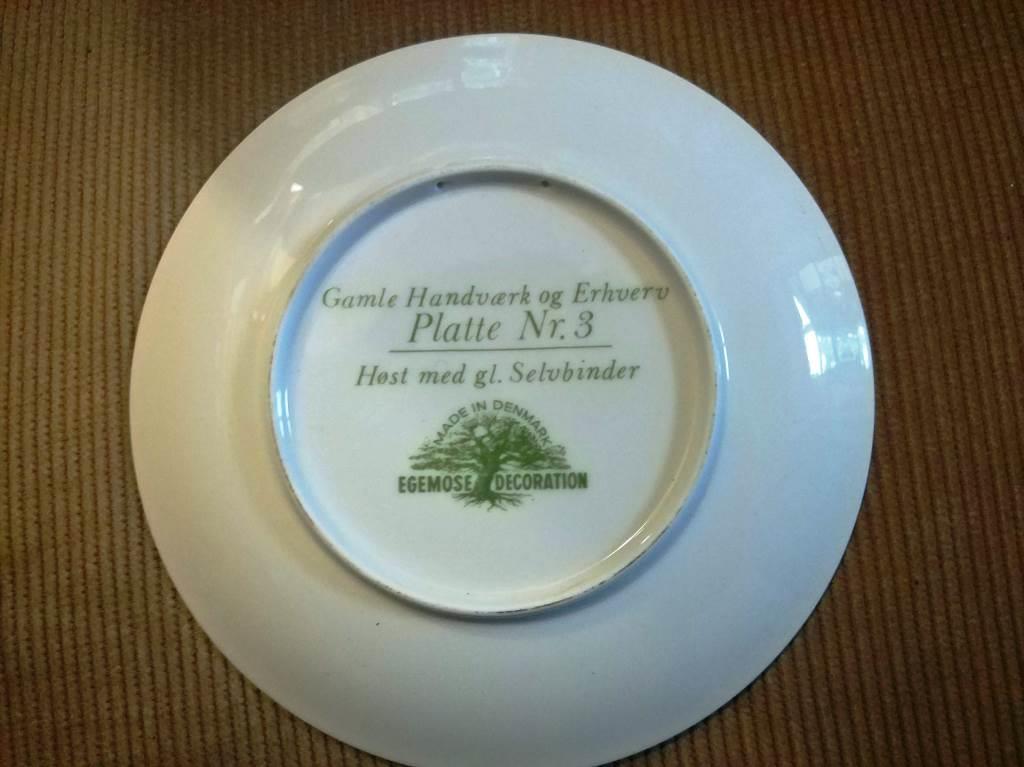 Gamle Handværk og Erhverv
Platte Nr. 3
Høst med gl. Selvbinder
MADE IN DENMARK
EGEMOSE DECORATION